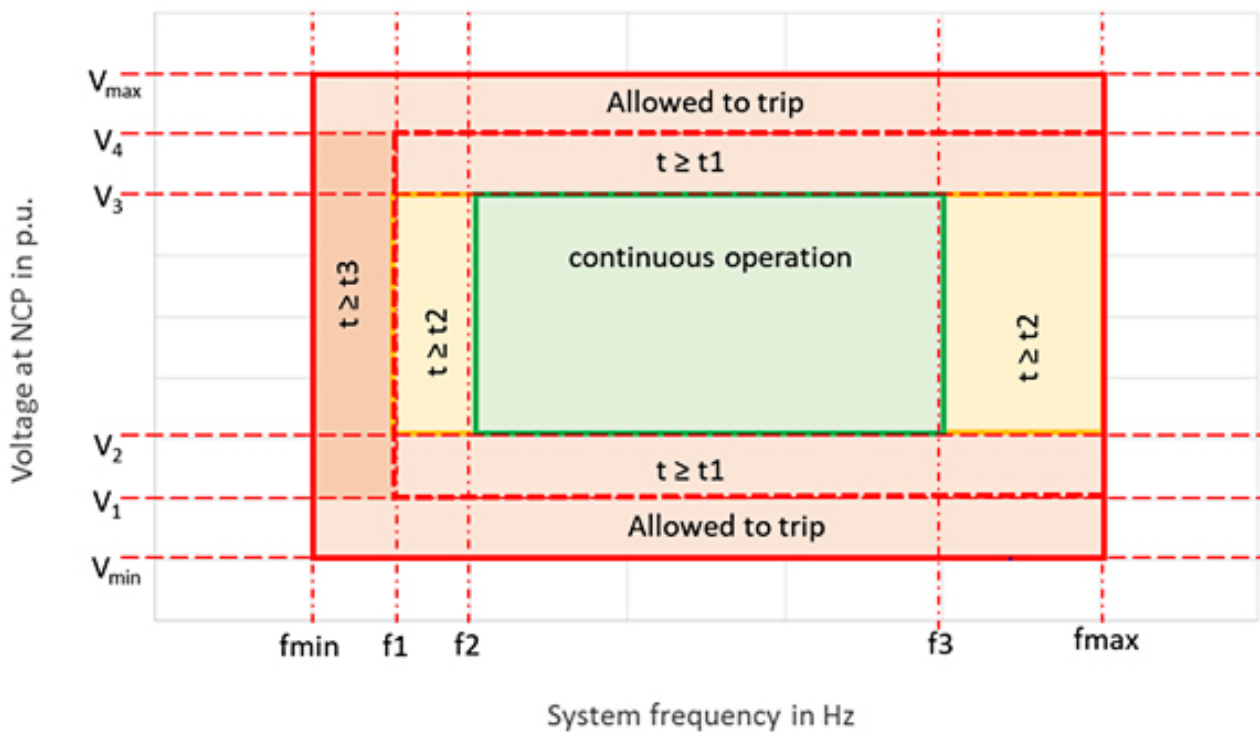 Vmax
Allowed to trip
V4
t ≥ t1
V3
continuous operation
t ≥ t3
t ≥ t2
t ≥ t2
Voltage at NCP in p.u.
V2
t ≥ t1
V1
Allowed to trip
Vmin
fmin f1 f2 f3 fmax
System frequency in Hz